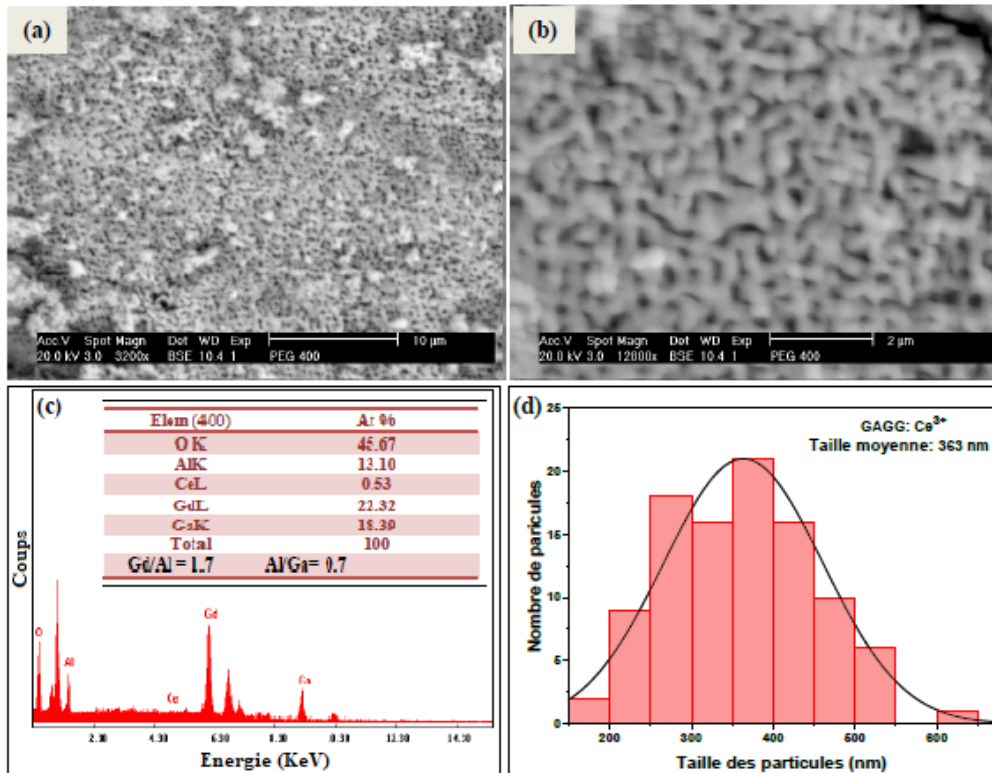 (a)
Acc.V Spot Magn Det WD Exp 10 µm
20.0 kV 3.0 3200x BSE 10.4 1 PEG 400
(b)
Acc.V Spot Magn Det WD Exp 2 µm
20.0 kV 3.0 12800x BSE 10.4 1 PEG 400
(c)
Elem (400) At %
O K 45.67
AlK 13.10
CeL 0.53
GdL 22.32
GaK 18.39
Total 100
Gd/Al = 1.7 Al/Ga= 0.7
Coups
O
Al
Ce
Gd
Ga
2.30 4.30 6.30 8.30 10.30 12.30 14.30
Energie (KeV)
(d)
GAGG: Ce³⁺
Taille moyenne: 363 nm
Nombre de paricules
25
20
15
10
5
0
200 300 400 600 800
Taille des particules (nm)